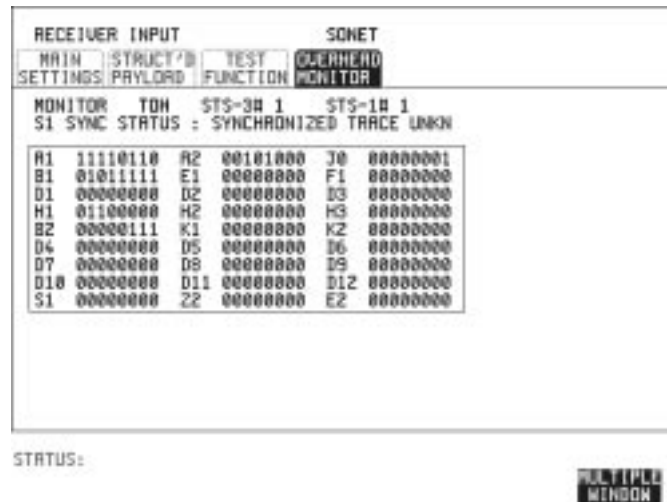 RECEIVER INPUT SONET
MAIN SETTINGS STRUCT'D PAYLOAD TEST FUNCTION OVERHEAD MONITOR
MONITOR TOH STS-3# 1 STS-1# 1
S1 SYNC STATUS : SYNCHRONIZED TRACE UNKN
A1 11110110 A2 00101000 J0 00000001
B1 01011111 E1 00000000 F1 00000000
D1 00000000 D2 00000000 D3 00000000
H1 01100000 H2 00000000 H3 00000000
B2 00000111 K1 00000000 K2 00000000
D4 00000000 D5 00000000 D6 00000000
D7 00000000 D8 00000000 D9 00000000
D10 00000000 D11 00000000 D12 00000000
S1 00000000 Z2 00000000 E2 00000000
STATUS:
MULTIPLE
WINDOW